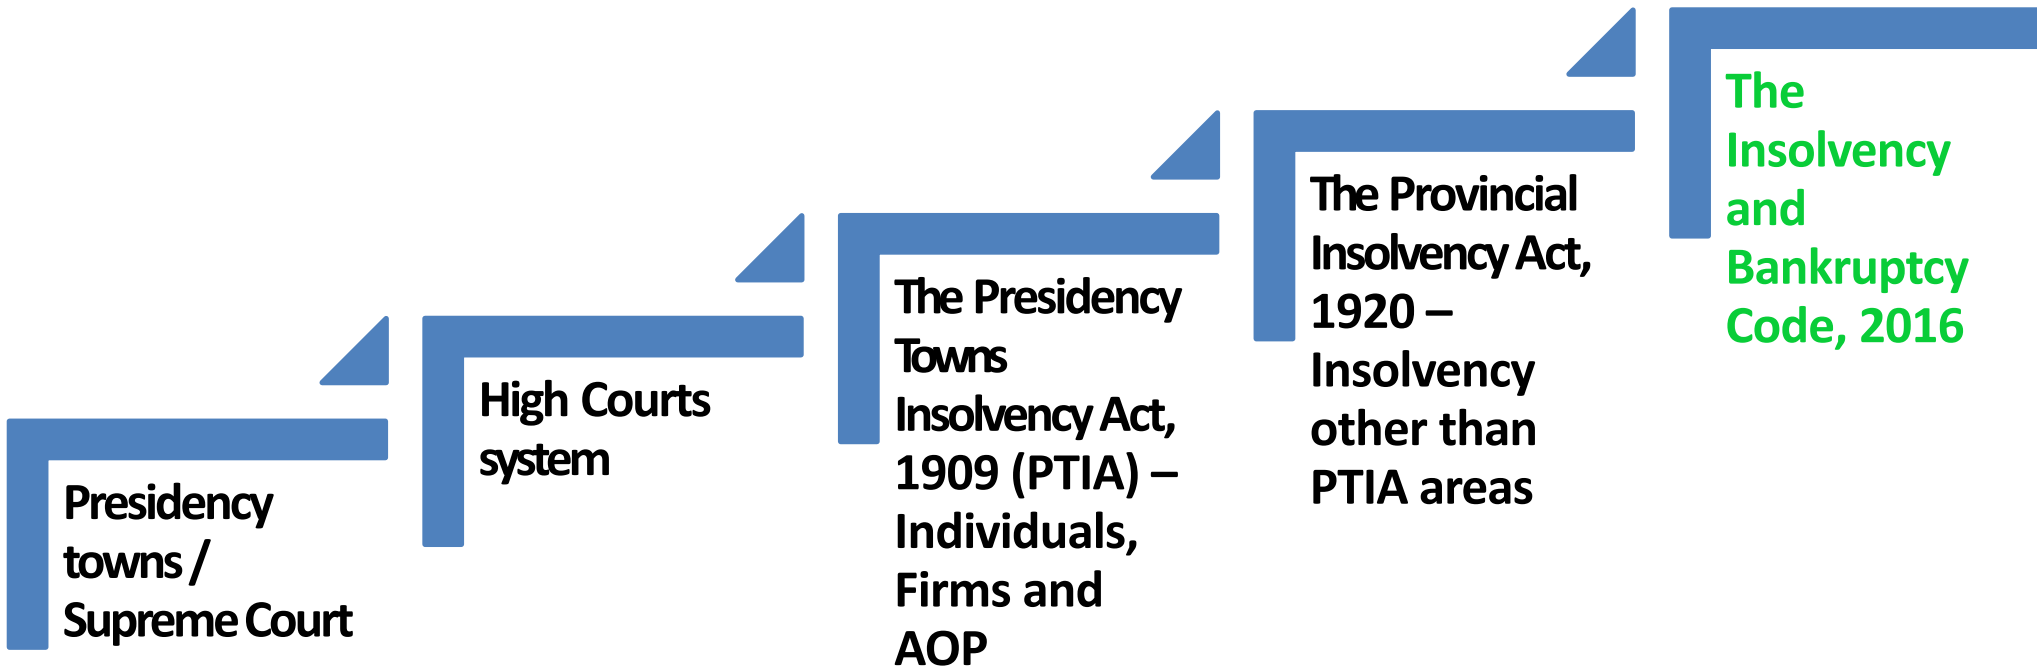 Presidency
towns /
Supreme Court
High Courts
system
The Presidency
Towns
Insolvency Act,
1909 (PTIA) –
Individuals,
Firms and
AOP
The Provincial
Insolvency Act,
1920 –
Insolvency
other than
PTIA areas
The
Insolvency
and
Bankruptcy
Code, 2016